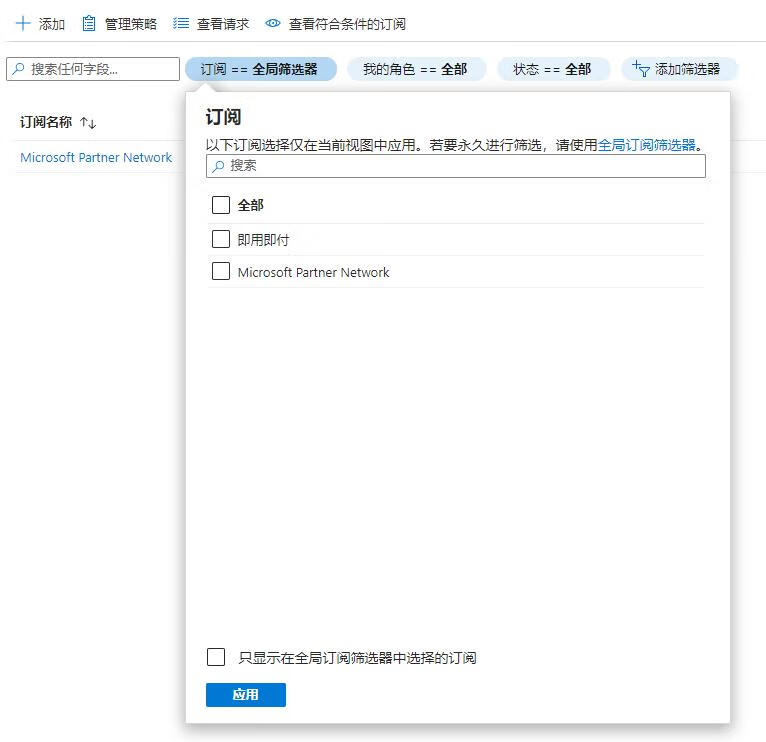 添加 管理策略 查看请求 查看符合条件的订阅
搜索任何字段... 订阅 == 全局筛选器 我的角色 == 全部 状态 == 全部 添加筛选器
订阅名称 ↑↓
Microsoft Partner Network
订阅
以下订阅选择仅在当前视图中应用。若要永久进行筛选，请使用全局订阅筛选器。
搜索
全部
即用即付
Microsoft Partner Network
只显示在全局订阅筛选器中选择的订阅
应用